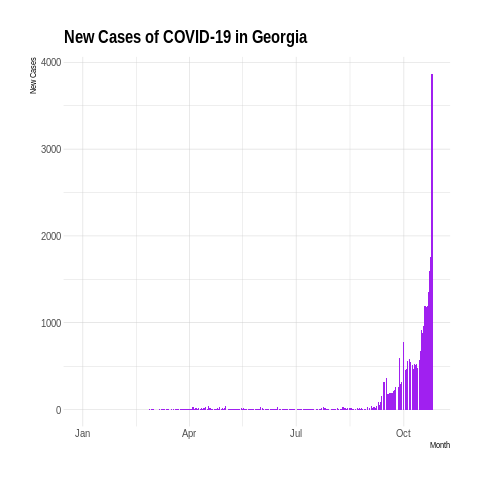 New Cases of COVID-19 in Georgia
New Cases
4000
3000
2000
1000
0
Jan Apr Jul Oct
Month